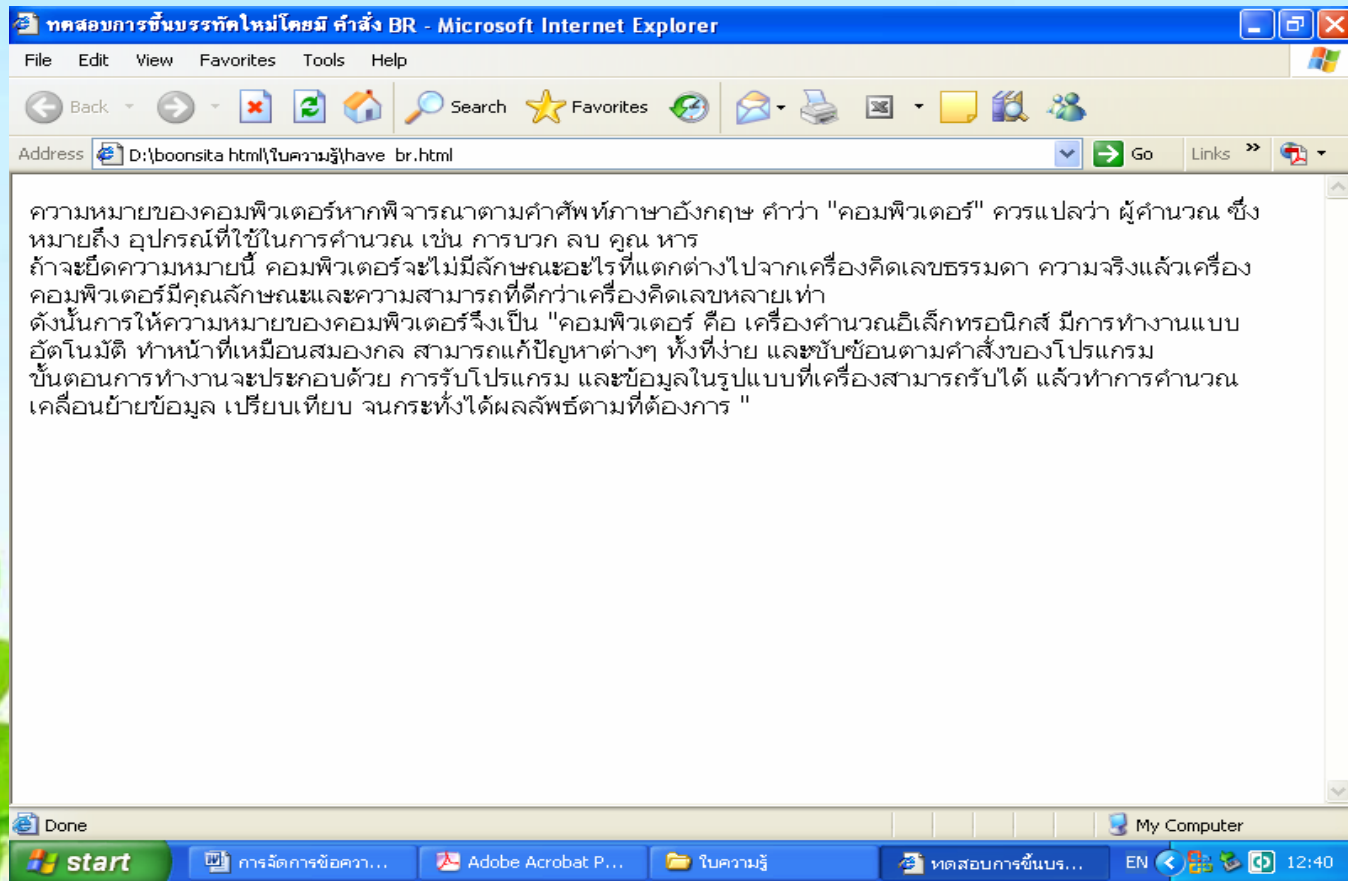 ทดสอบการขึ้นบรรทัดใหม่โดยมี คำสั่ง BR - Microsoft Internet Explorer
File Edit View Favorites Tools Help
Back Search Favorites
Address D:\boonsita html\ใบความรู้\have br.html Go Links »
ความหมายของคอมพิวเตอร์หากพิจารณาตามคำศัพท์ภาษาอังกฤษ คำว่า "คอมพิวเตอร์" ควรแปลว่า ผู้คำนวณ ซึ่ง
หมายถึง อุปกรณ์ที่ใช้ในการคำนวณ เช่น การบวก ลบ คูณ หาร
ถ้าจะยึดความหมายนี้ คอมพิวเตอร์จะไม่มีลักษณะอะไรที่แตกต่างไปจากเครื่องคิดเลขธรรมดา ความจริงแล้วเครื่อง
คอมพิวเตอร์มีคุณลักษณะและความสามารถที่ดีกว่าเครื่องคิดเลขหลายเท่า
ดังนั้นการให้ความหมายของคอมพิวเตอร์จึงเป็น "คอมพิวเตอร์ คือ เครื่องคำนวณอิเล็กทรอนิกส์ มีการทำงานแบบ
อัตโนมัติ ทำหน้าที่เหมือนสมองกล สามารถแก้ปัญหาต่างๆ ทั้งที่ง่าย และซับซ้อนตามคำสั่งของโปรแกรม
ขั้นตอนการทำงานจะประกอบด้วย การรับโปรแกรม และข้อมูลในรูปแบบที่เครื่องสามารถรับได้ แล้วทำการคำนวณ
เคลื่อนย้ายข้อมูล เปรียบเทียบ จนกระทั่งได้ผลลัพธ์ตามที่ต้องการ "
Done My Computer
start การจัดการข้อควา... Adobe Acrobat P... ใบความรู้ ทดสอบการขึ้นบร... EN 12:40